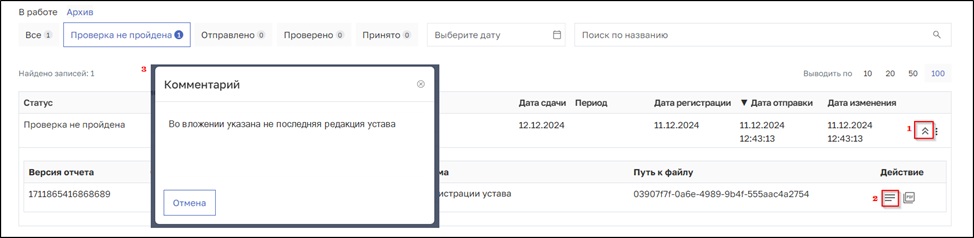 В работе Архив
Все 1 Проверка не пройдена 1 Отправлено 0 Проверено 0 Принято 0 Выберите дату Поиск по названию
Найдено записей: 1 3 Выводить по 10 20 50 100
Комментарий
Статус Дата сдачи Период Дата регистрации ▼ Дата отправки Дата изменения
Во вложении указана не последняя редакция устава
Проверка не пройдена 12.12.2024 11.12.2024 11.12.2024 12:43:13 11.12.2024 12:43:13 1
Версия отчета ма Путь к файлу Действие
1711865416868689 истрации устава 03907f7f-0a6e-4989-9b4f-555aac4a2754 2 PDF
Отмена